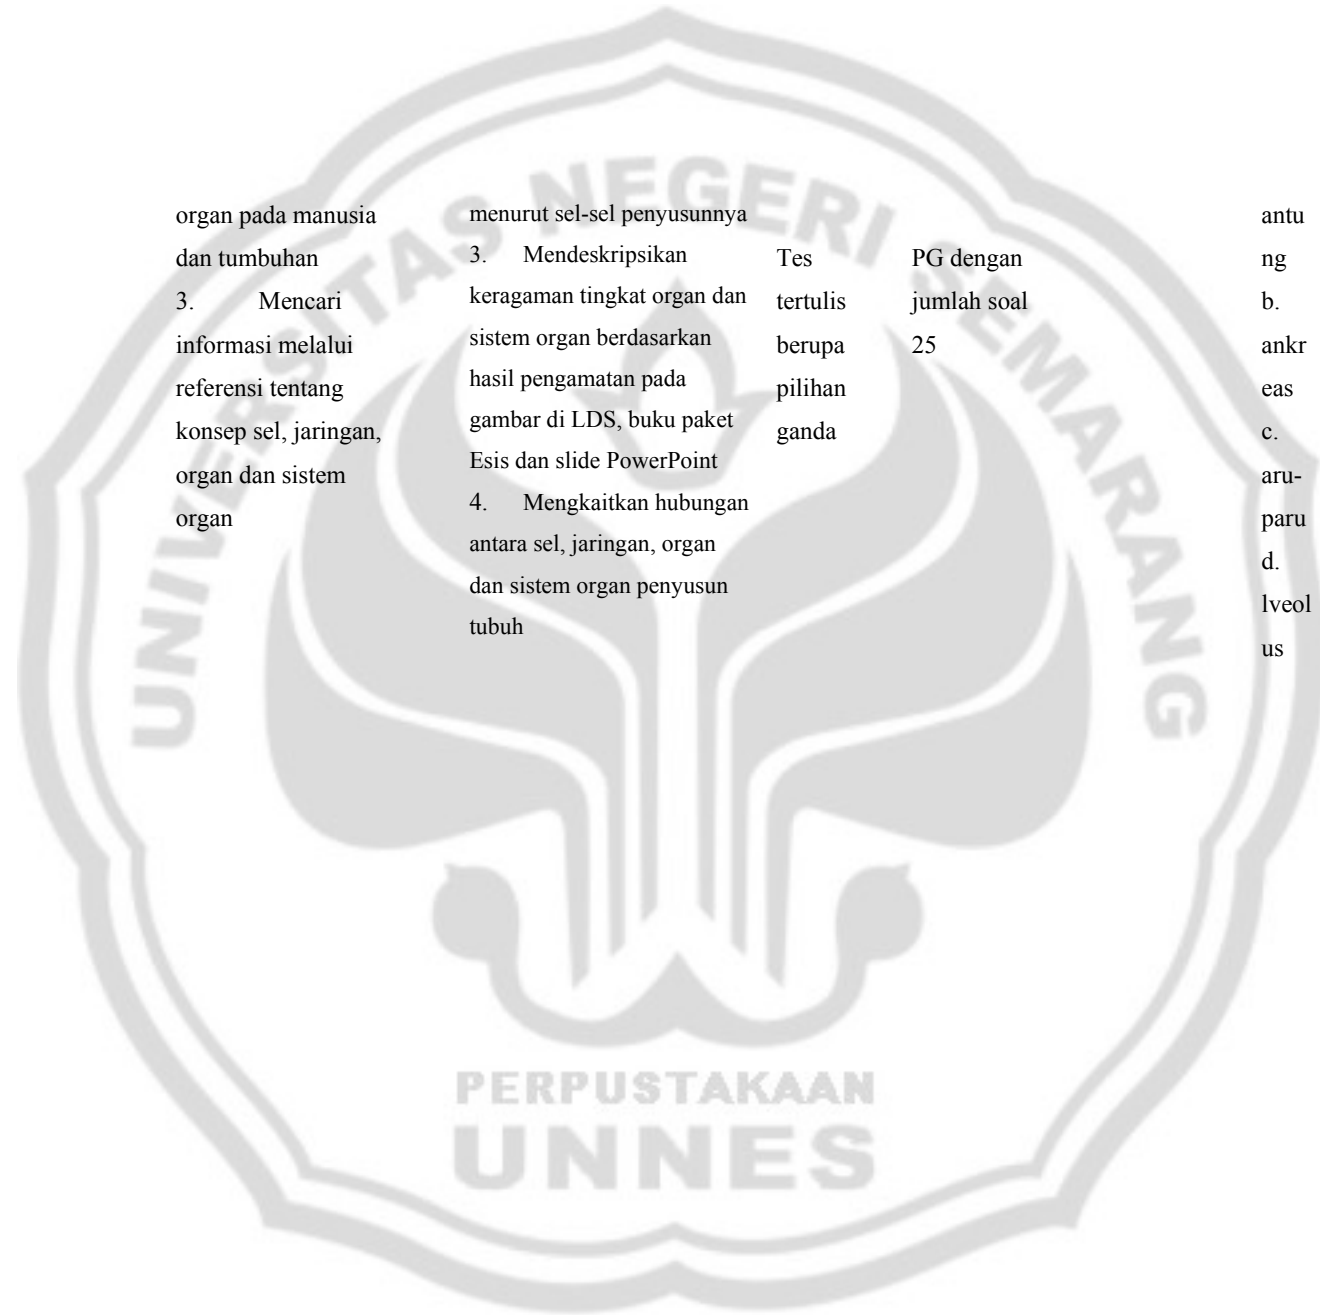 organ pada manusia
dan tumbuhan
3. Mencari
informasi melalui
referensi tentang
konsep sel, jaringan,
organ dan sistem
organ
menurut sel-sel penyusunnya
3. Mendeskripsikan
keragaman tingkat organ dan
sistem organ berdasarkan
hasil pengamatan pada
gambar di LDS, buku paket
Esis dan slide PowerPoint
4. Mengkaitkan hubungan
antara sel, jaringan, organ
dan sistem organ penyusun
tubuh
Tes
tertulis
berupa
pilihan
ganda
PG dengan
jumlah soal
25
antu
ng
b.
ankr
eas
c.
aru-
paru
d.
lveol
us
UNIVERSITAS NEGERI SEMARANG
PERPUSTAKAAN
UNNES